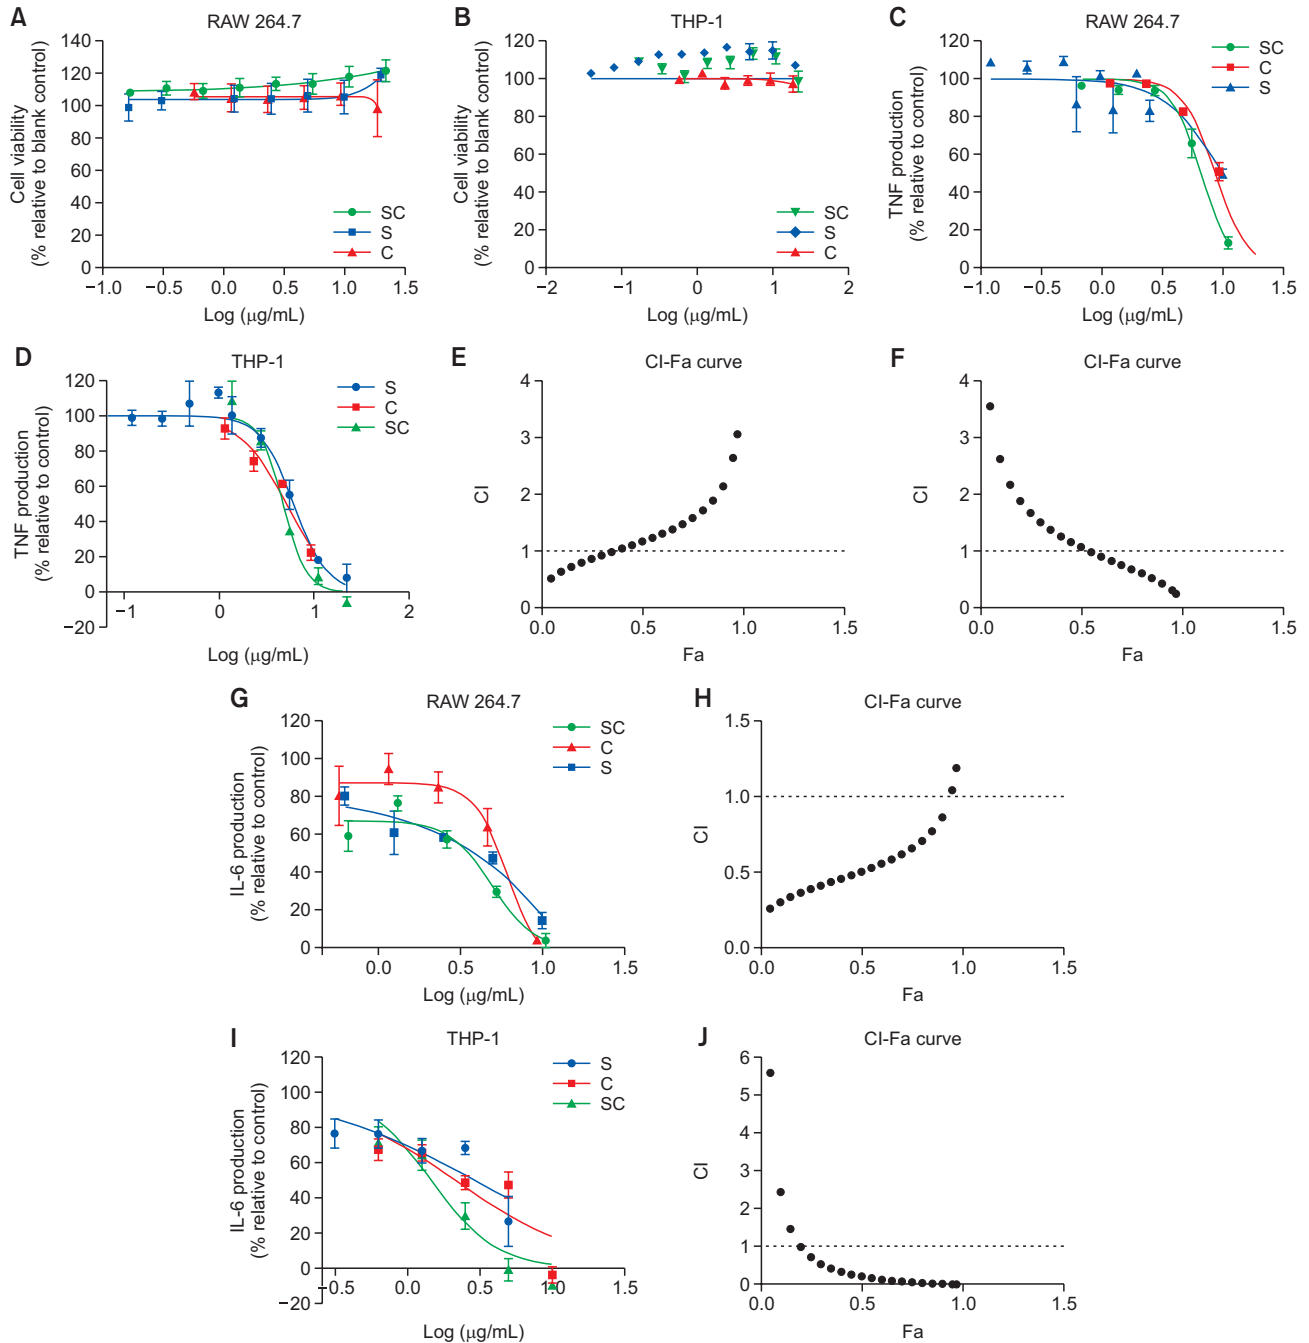 A
RAW 264.7
Cell viability
(% relative to blank control)
140
120
100
80
60
40
20
0
−1.0
−0.5
0.0
0.5
1.0
1.5
Log (μg/mL)
SC
S
C
B
THP-1
Cell viability
(% relative to blank control)
120
100
80
60
40
20
0
−2
−1
0
1
2
Log (μg/mL)
SC
S
C
C
RAW 264.7
TNF production
(% relative to control)
120
100
80
60
40
20
0
−1.0
−0.5
0.0
0.5
1.0
1.5
Log (μg/mL)
SC
C
S
D
THP-1
TNF production
(% relative to control)
120
100
80
60
40
20
0
−20
−1
0
1
2
Log (μg/mL)
S
C
SC
E
CI-Fa curve
CI
4
3
2
1
0
0.0
0.5
1.0
1.5
Fa
F
CI-Fa curve
CI
4
3
2
1
0
0.0
0.5
1.0
1.5
Fa
G
RAW 264.7
IL-6 production
(% relative to control)
120
100
80
60
40
20
0
0.0
0.5
1.0
1.5
Log (μg/mL)
SC
C
S
H
CI-Fa curve
CI
1.5
1.0
0.5
0.0
0.0
0.5
1.0
1.5
Fa
I
THP-1
IL-6 production
(% relative to control)
120
100
80
60
40
20
0
−20
−0.5
0.0
0.5
1.0
1.5
Log (μg/mL)
S
C
SC
J
CI-Fa curve
CI
6
5
4
3
2
1
0
0.0
0.5
1.0
1.5
Fa